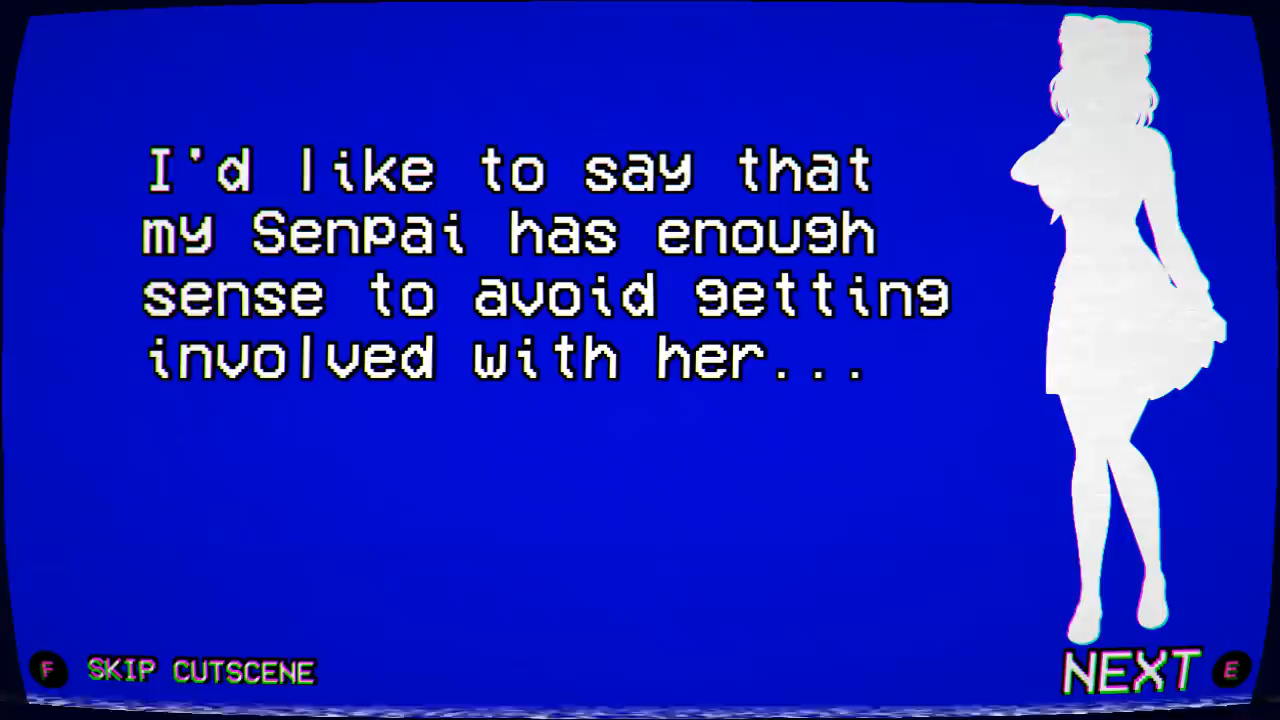 I'd like to say that
my Senpai has enough
sense to avoid getting
involved with her...
F SKIP CUTSCENE
NEXT E